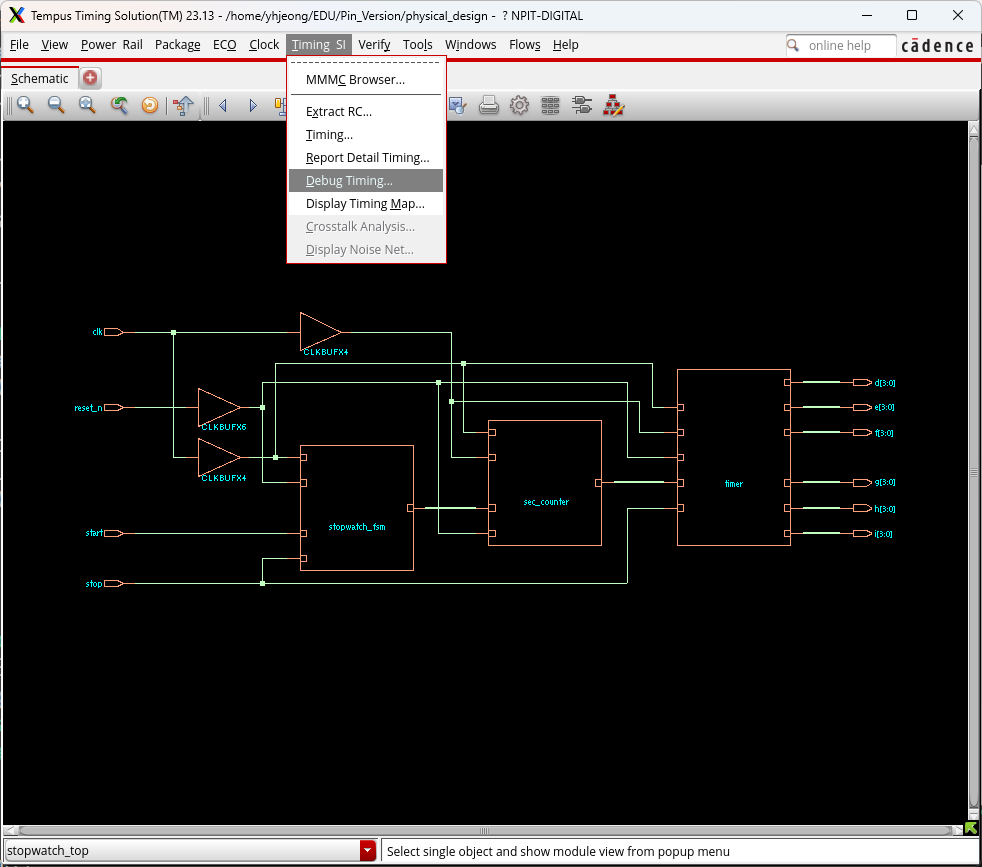 Tempus Timing Solution(TM) 23.13 - /home/yhjeong/EDU/Pin_Version/physical_design - ? NPIT-DIGITAL
File View Power Rail Package ECO Clock Timing SI Verify Tools Windows Flows Help online help cādence
Schematic
MMMC Browser...
Extract RC...
Timing...
Report Detail Timing...
Debug Timing...
Display Timing Map...
Crosstalk Analysis...
Display Noise Net...
clk
CLKBUFX4
reset_n
CLKBUFX6
CLKBUFX4
start
stop
stopwatch_fsm
sec_counter
timer
d[3:0]
e[3:0]
f[3:0]
g[3:0]
h[3:0]
i[3:0]
stopwatch_top
Select single object and show module view from popup menu